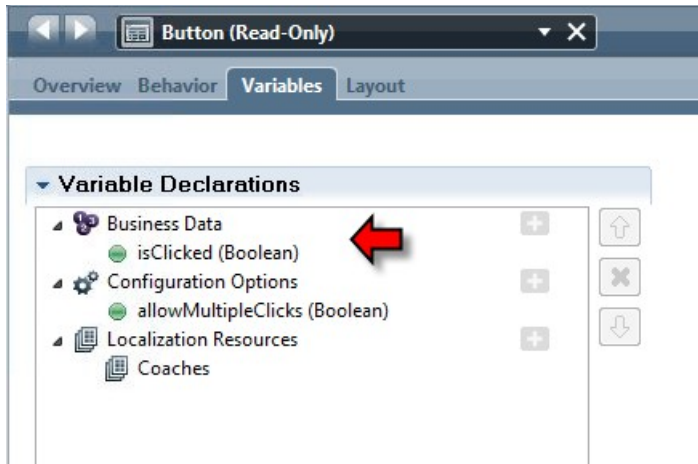 Button (Read-Only)
Overview Behavior Variables Layout
Variable Declarations
Business Data
isClicked (Boolean)
Configuration Options
allowMultipleClicks (Boolean)
Localization Resources
Coaches